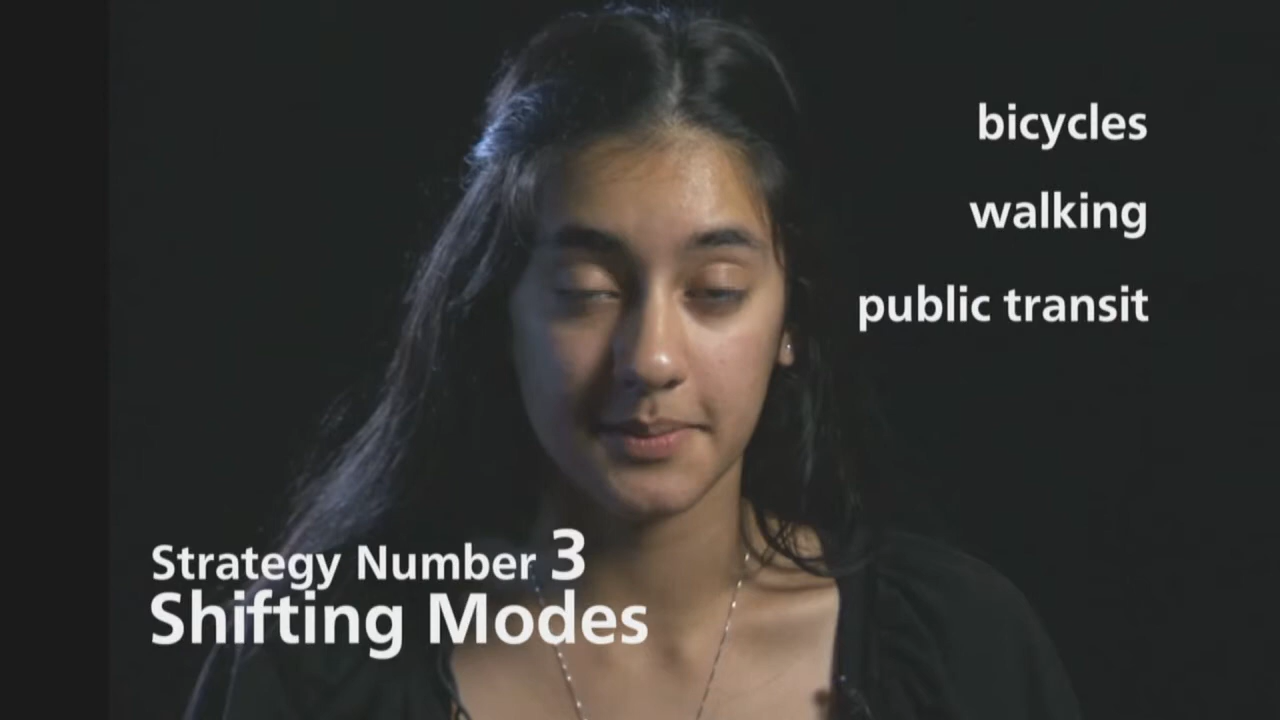 bicycles
walking
public transit
Strategy Number 3
Shifting Modes